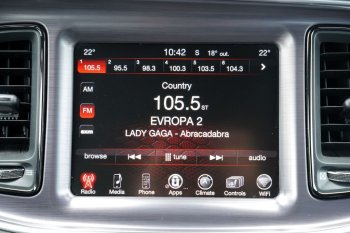 22° 10:42 S 18° out. 22°
1 105.5 2 95.5 3 98.3 4 100.3 5 103.5 6 104.3 >
AM
Country
FM
105.5 ST
EVROPA 2
LADY GAGA - Abracadabra
browse tune audio
Radio Media Phone Apps Climate Controls WiFi